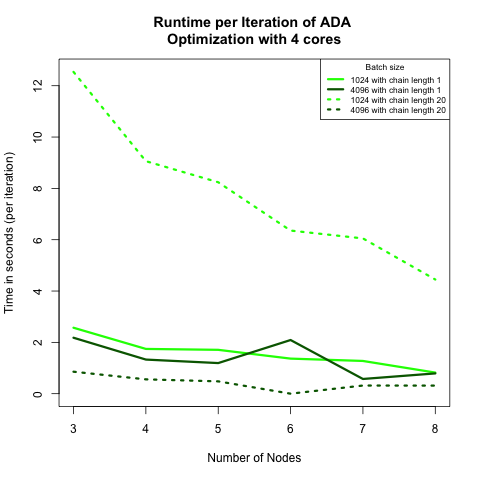 Runtime per Iteration of ADA
Optimization with 4 cores
Batch size
1024 with chain length 1
4096 with chain length 1
1024 with chain length 20
4096 with chain length 20
Time in seconds (per iteration)
12
10
8
6
4
2
0
3 4 5 6 7 8
Number of Nodes